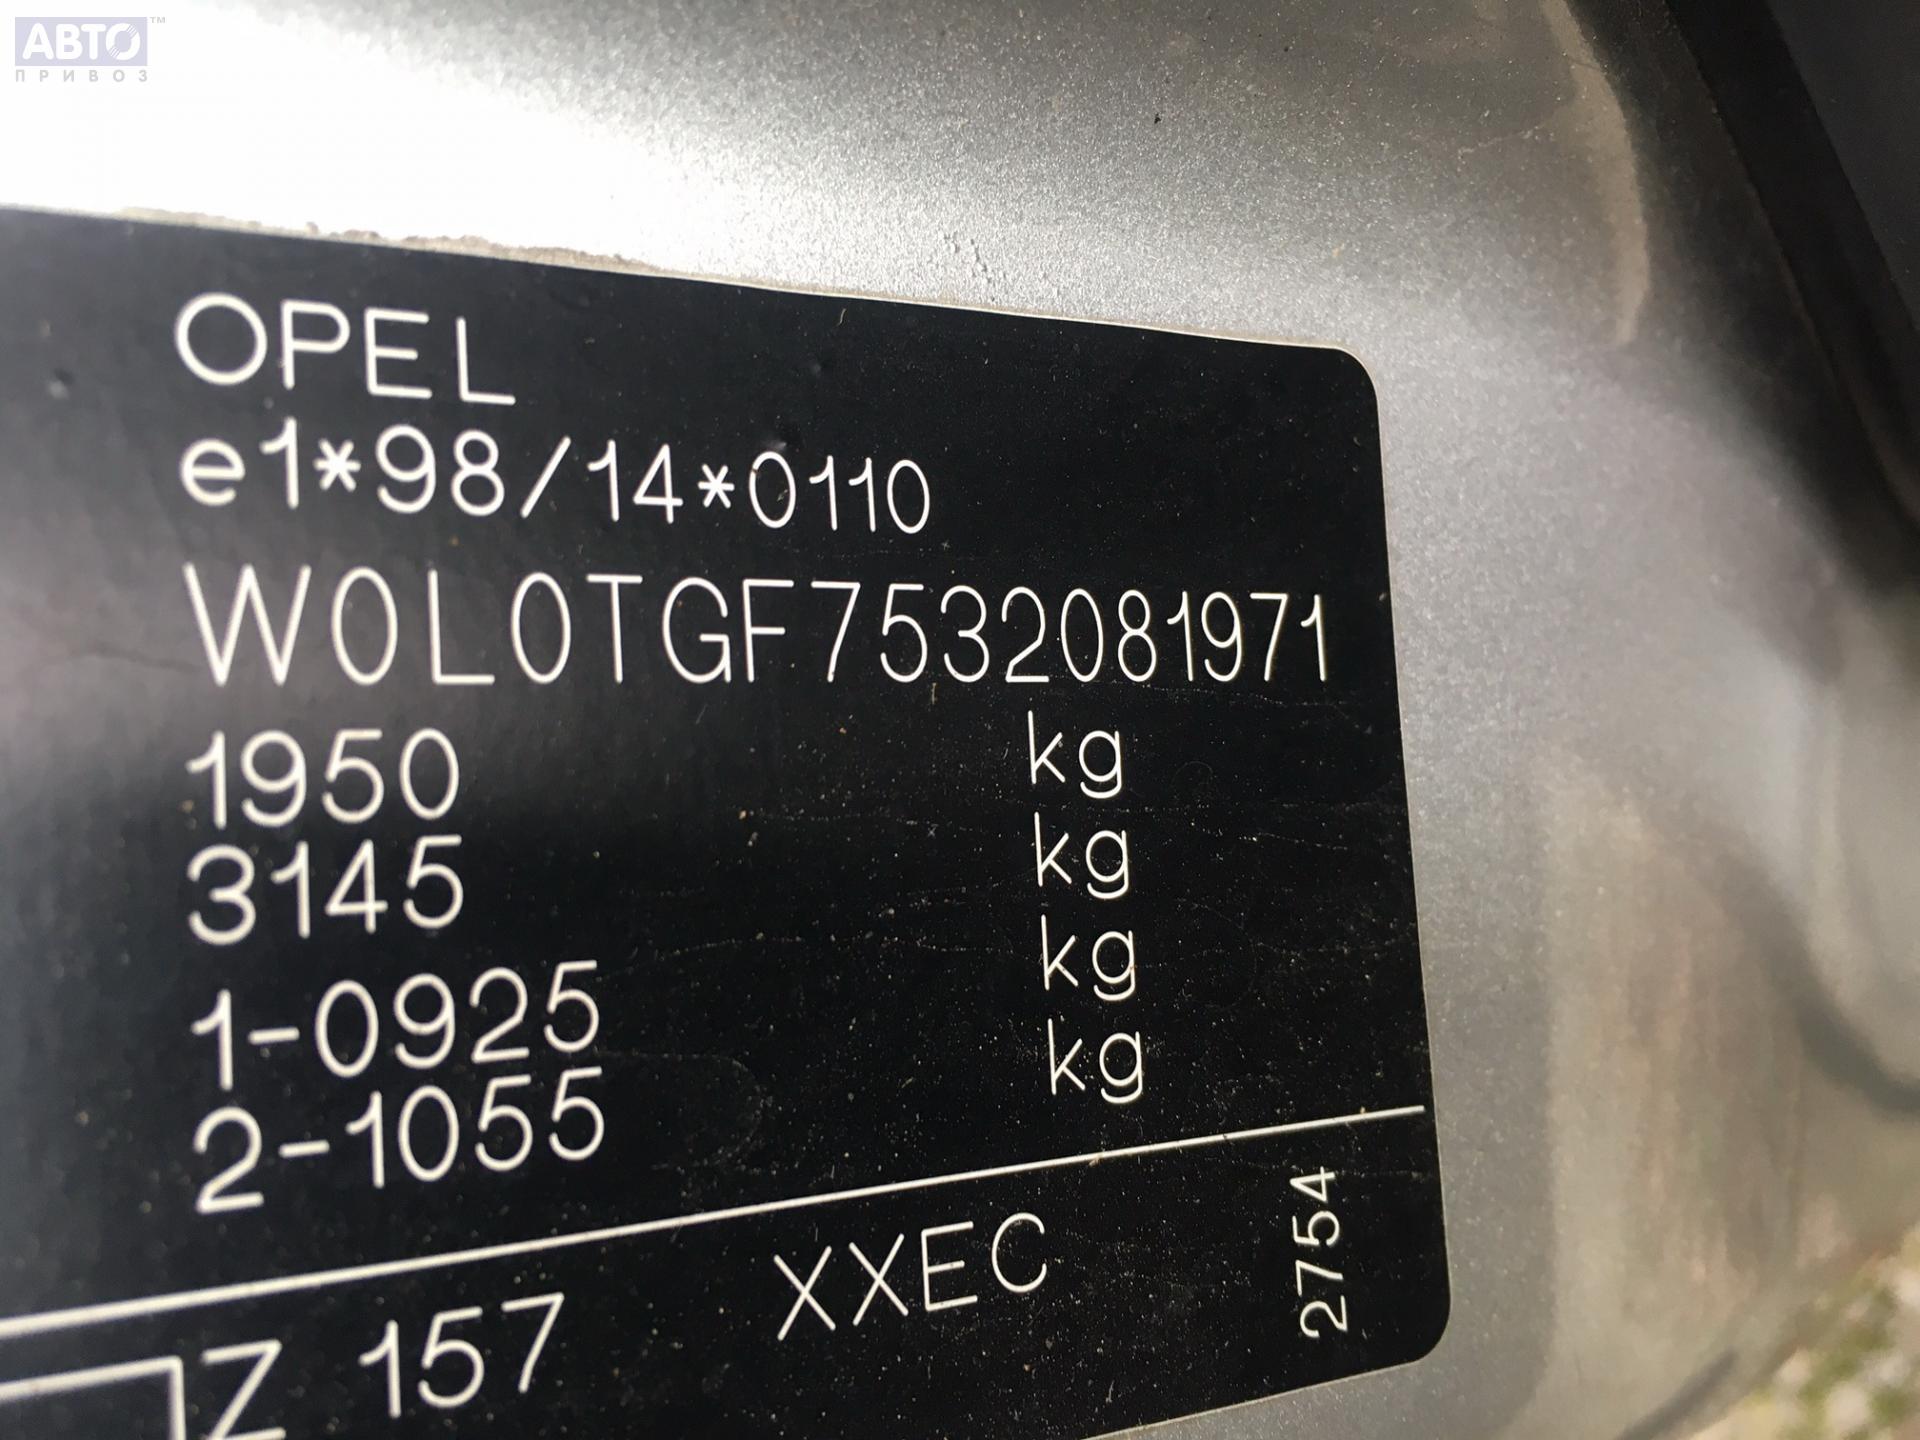 АВТО™
ПРИВОЗ
OPEL
e1*98/14*0110
W0L0TGF7532081971
1950 kg
3145 kg
1-0925 kg
2-1055 kg
Z 157 XXEC 2754